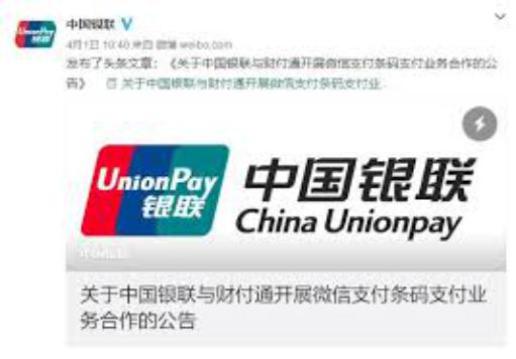 中国银联
4月1日 10:40 来自 微博 weibo.com
发布了头条文章：《关于中国银联与财付通开展微信支付条码支付业务合作的公
告》 关于中国银联与财付通开展微信支付条码支付业
UnionPay
银联
中国银联
China Unionpay
中国银联
关于中国银联与财付通开展微信支付条码支付业
务合作的公告